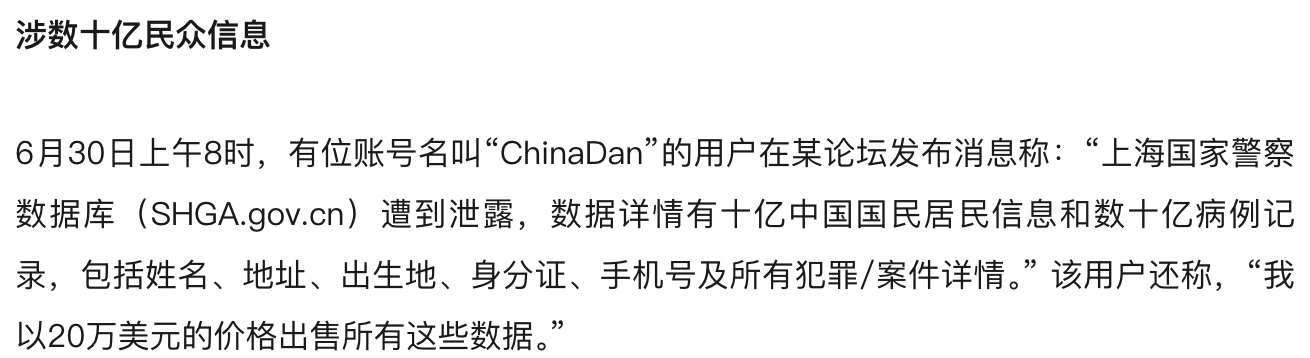 涉数十亿民众信息
6月30日上午8时，有位账号名叫“ChinaDan”的用户在某论坛发布消息称：“上海国家警察
数据库（SHGA.gov.cn）遭到泄露，数据详情有十亿中国国民居民信息和数十亿病例记
录，包括姓名、地址、出生地、身分证、手机号及所有犯罪/案件详情。” 该用户还称，“我
以20万美元的价格出售所有这些数据。”